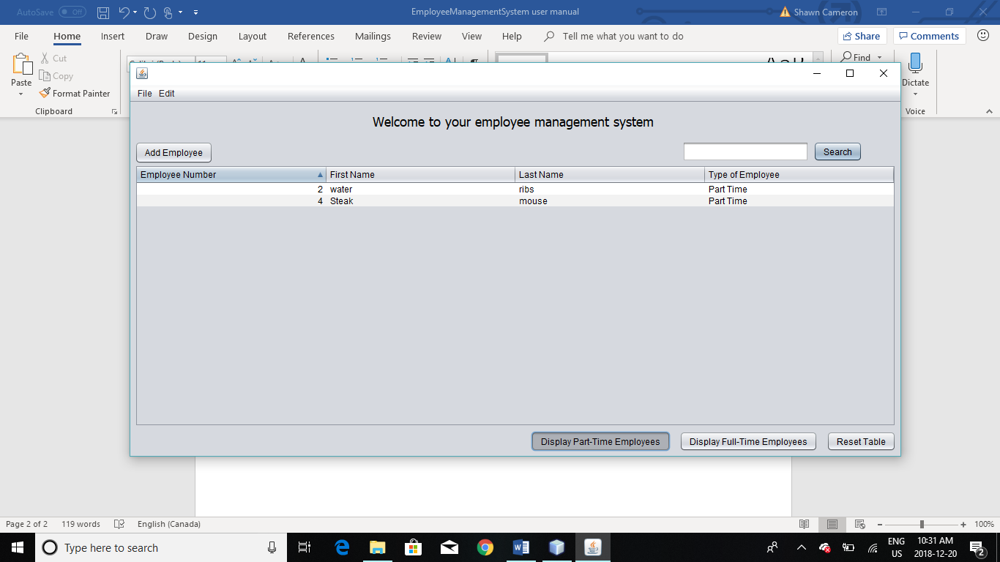 AutoSave Off EmployeeManagementSystem user manual Shawn Cameron
File Home Insert Draw Design Layout References Mailings Review View Help Tell me what you want to do Share Comments
Cut
Copy
Paste Format Painter
Clipboard
Find
Dictate
Voice
File Edit
Welcome to your employee management system
Add Employee Search
Employee Number First Name Last Name Type of Employee
2 water ribs Part Time
4 Steak mouse Part Time
Display Part-Time Employees Display Full-Time Employees Reset Table
Page 2 of 2 119 words English (Canada) 100%
Type here to search
ENG 10:31 AM
US 2018-12-20 2